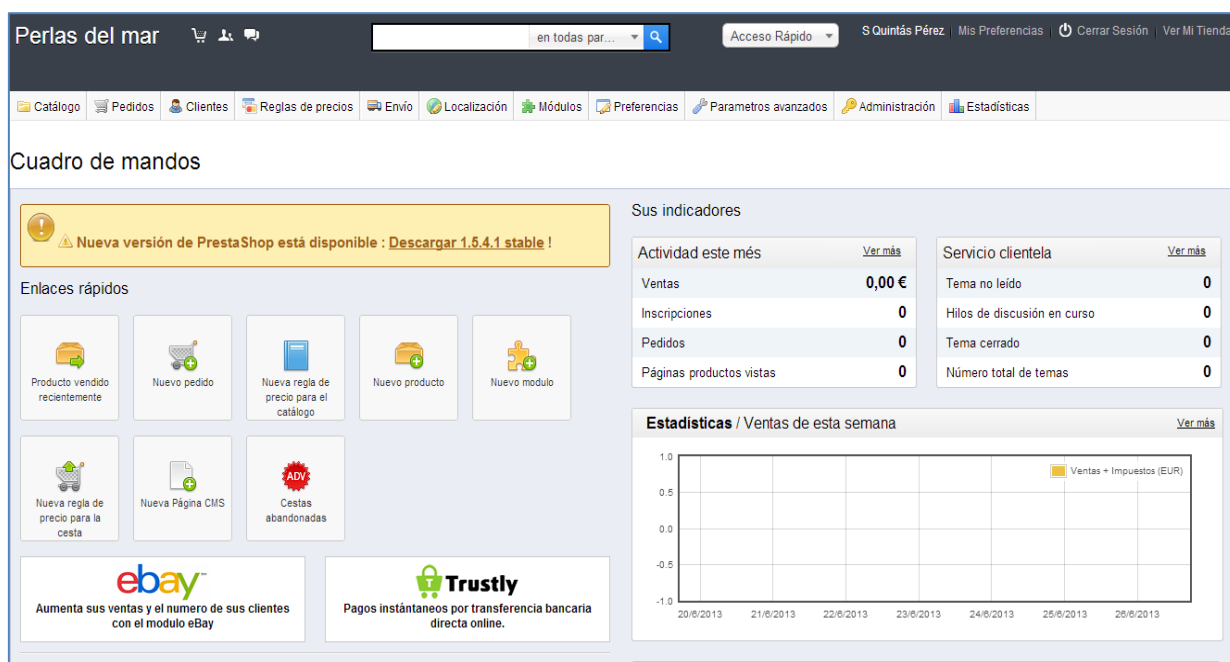 Perlas del mar
en todas par...
Acceso Rápido
S Quintás Pérez
Mis Preferencias
Cerrar Sesión
Ver Mi Tienda
Catálogo
Pedidos
Clientes
Reglas de precios
Envío
Localización
Módulos
Preferencias
Parametros avanzados
Administración
Estadísticas
Cuadro de mandos
Nueva versión de PrestaShop está disponible : Descargar 1.5.4.1 stable !
Enlaces rápidos
Producto vendido
recientemente
Nuevo pedido
Nueva regla de
precio para el
catálogo
Nuevo producto
Nuevo modulo
Nueva regla de
precio para la
cesta
Nueva Página CMS
ADV
Cestas
abandonadas
ebay
Aumenta sus ventas y el numero de sus clientes
con el modulo eBay
T
Trustly
Pagos instántaneos por transferencia bancaria
directa online.
Sus indicadores
Actividad este més
Ver más
Ventas 0,00 €
Inscripciones 0
Pedidos 0
Páginas productos vistas 0
Servicio clientela
Ver más
Tema no leído 0
Hilos de discusión en curso 0
Tema cerrado 0
Número total de temas 0
Estadísticas / Ventas de esta semana
Ver más
Ventas + Impuestos (EUR)
1.0
0.5
0.0
-0.5
-1.0
20/6/2013 21/6/2013 22/6/2013 23/6/2013 24/6/2013 25/6/2013 26/6/2013